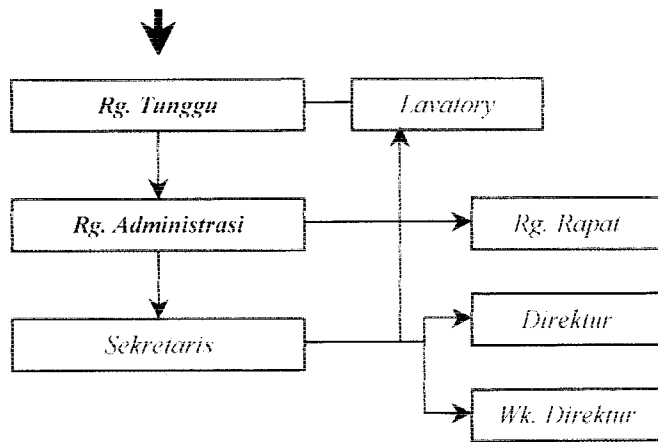 Rg. Tunggu
Lavatory
Rg. Administrasi
Rg. Rapat
Sekretaris
Direktur
Wk. Direktur